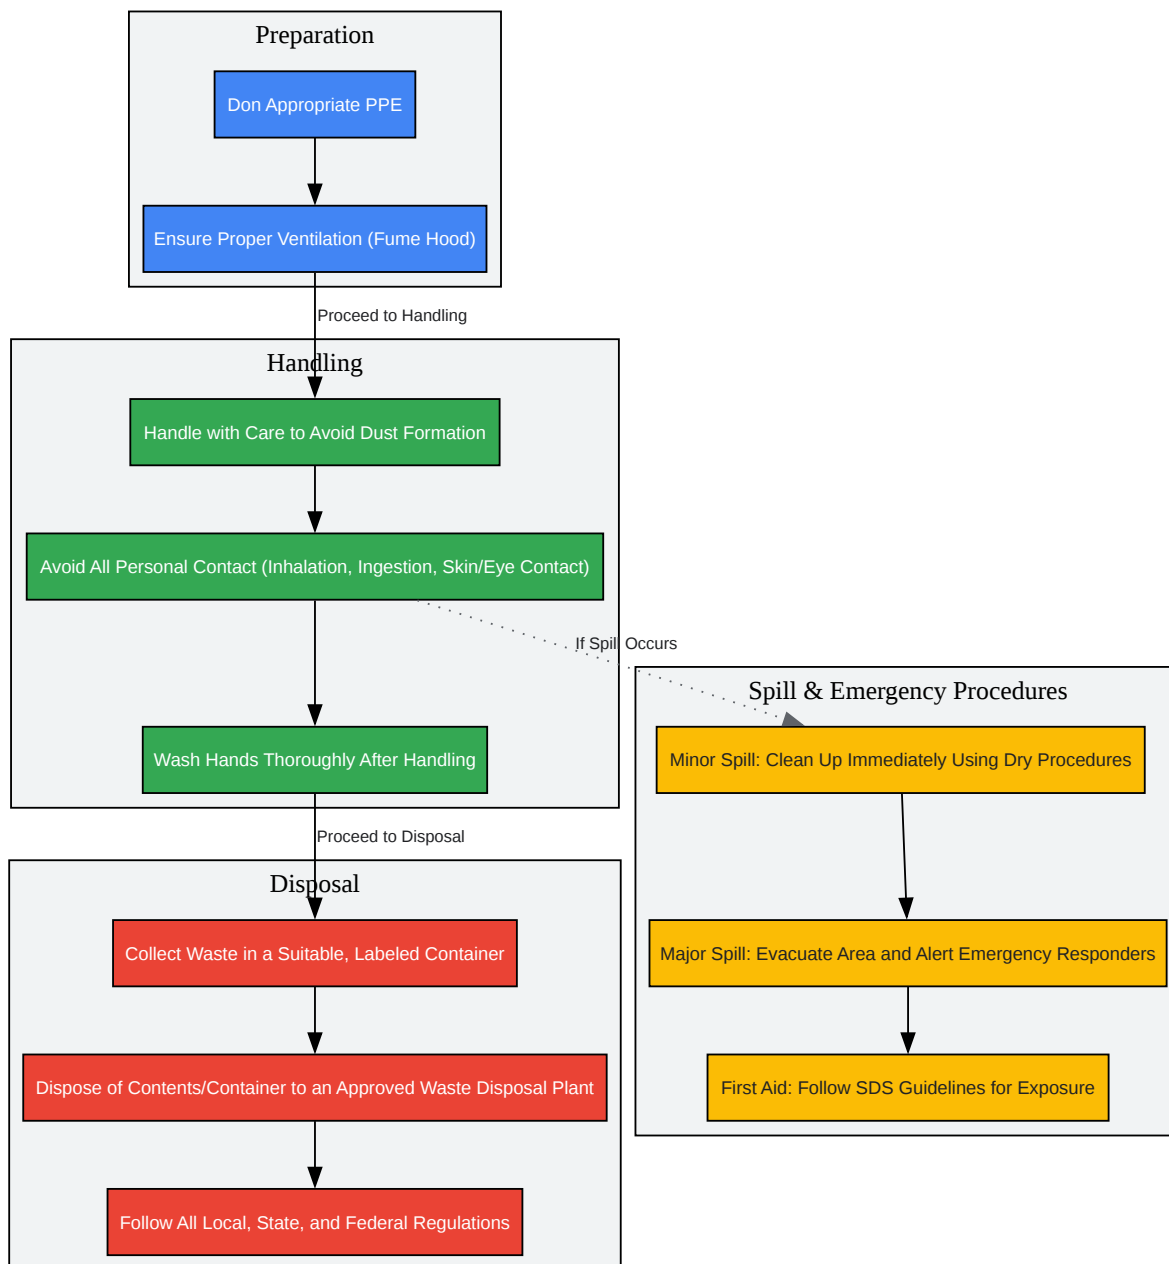 Preparation
Don Appropriate PPE
Ensure Proper Ventilation (Fume Hood)
Proceed to Handling
Handling
Handle with Care to Avoid Dust Formation
Avoid All Personal Contact (Inhalation, Ingestion, Skin/Eye Contact)
If Spill Occurs
Wash Hands Thoroughly After Handling
Proceed to Disposal
Disposal
Collect Waste in a Suitable, Labeled Container
Dispose of Contents/Container to an Approved Waste Disposal Plant
Follow All Local, State, and Federal Regulations
Spill & Emergency Procedures
Minor Spill: Clean Up Immediately Using Dry Procedures
Major Spill: Evacuate Area and Alert Emergency Responders
First Aid: Follow SDS Guidelines for Exposure